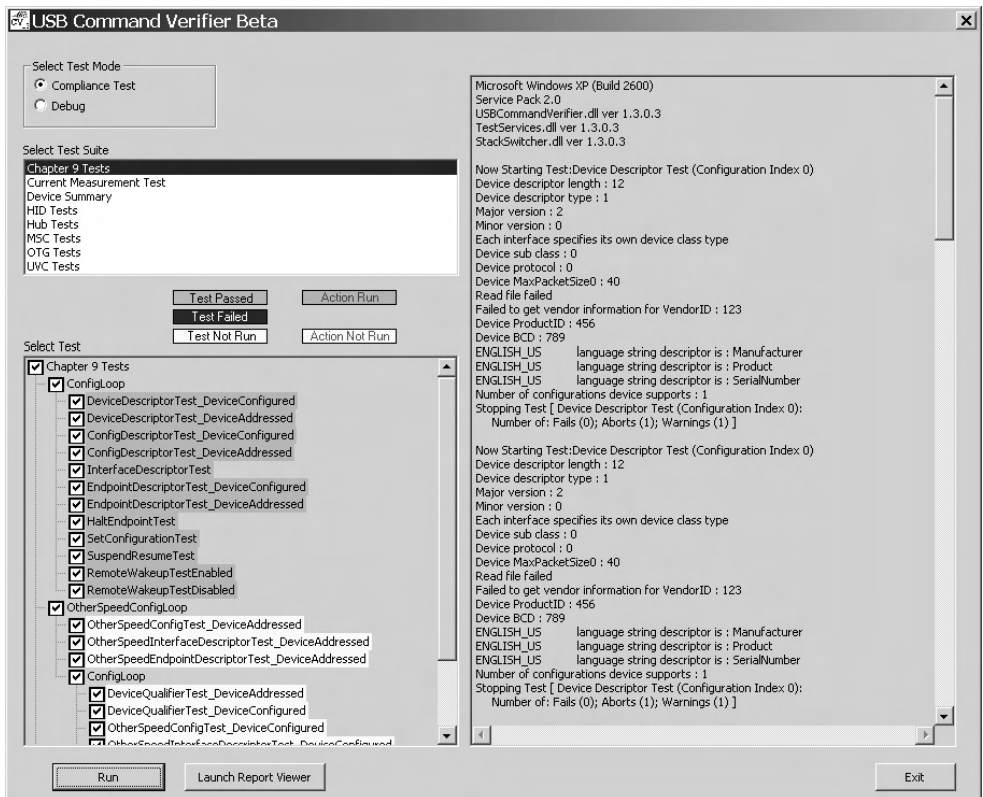 USB Command Verifier Beta
Select Test Mode
Compliance Test
Debug
Select Test Suite
Chapter 9 Tests
Current Measurement Test
Device Summary
HID Tests
Hub Tests
MSC Tests
OTG Tests
UVC Tests
Test Passed
Action Run
Test Failed
Test Not Run
Action Not Run
Select Test
Chapter 9 Tests
ConfigLoop
DeviceDescriptorTest_DeviceConfigured
DeviceDescriptorTest_DeviceAddressed
ConfigDescriptorTest_DeviceConfigured
ConfigDescriptorTest_DeviceAddressed
InterfaceDescriptorTest
EndpointDescriptorTest_DeviceConfigured
EndpointDescriptorTest_DeviceAddressed
HaltEndpointTest
SetConfigurationTest
SuspendResumeTest
RemoteWakeupTestEnabled
RemoteWakeupTestDisabled
OtherSpeedConfigLoop
OtherSpeedConfigTest_DeviceAddressed
OtherSpeedInterfaceDescriptorTest_DeviceAddressed
OtherSpeedEndpointDescriptorTest_DeviceAddressed
ConfigLoop
DeviceQualifierTest_DeviceAddressed
DeviceQualifierTest_DeviceConfigured
OtherSpeedConfigTest_DeviceConfigured
OtherSpeedInterfaceDescriptorTest_DeviceConfigured
Microsoft Windows XP (Build 2600)
Service Pack 2.0
USBCommandVerifier.dll ver 1.3.0.3
TestServices.dll ver 1.3.0.3
StackSwitcher.dll ver 1.3.0.3
Now Starting Test:Device Descriptor Test (Configuration Index 0)
Device descriptor length : 12
Device descriptor type : 1
Major version : 2
Minor version : 0
Each interface specifies its own device class type
Device sub class : 0
Device protocol : 0
Device MaxPacketSize0 : 40
Read file failed
Failed to get vendor information for VendorID : 123
Device ProductID : 456
Device BCD : 789
ENGLISH_US language string descriptor is : Manufacturer
ENGLISH_US language string descriptor is : Product
ENGLISH_US language string descriptor is : SerialNumber
Number of configurations device supports : 1
Stopping Test [ Device Descriptor Test (Configuration Index 0):
Number of: Fails (0); Aborts (1); Warnings (1) ]
Now Starting Test:Device Descriptor Test (Configuration Index 0)
Device descriptor length : 12
Device descriptor type : 1
Major version : 2
Minor version : 0
Each interface specifies its own device class type
Device sub class : 0
Device protocol : 0
Device MaxPacketSize0 : 40
Read file failed
Failed to get vendor information for VendorID : 123
Device ProductID : 456
Device BCD : 789
ENGLISH_US language string descriptor is : Manufacturer
ENGLISH_US language string descriptor is : Product
ENGLISH_US language string descriptor is : SerialNumber
Number of configurations device supports : 1
Stopping Test [ Device Descriptor Test (Configuration Index 0):
Number of: Fails (0); Aborts (1); Warnings (1) ]
Run
Launch Report Viewer
Exit